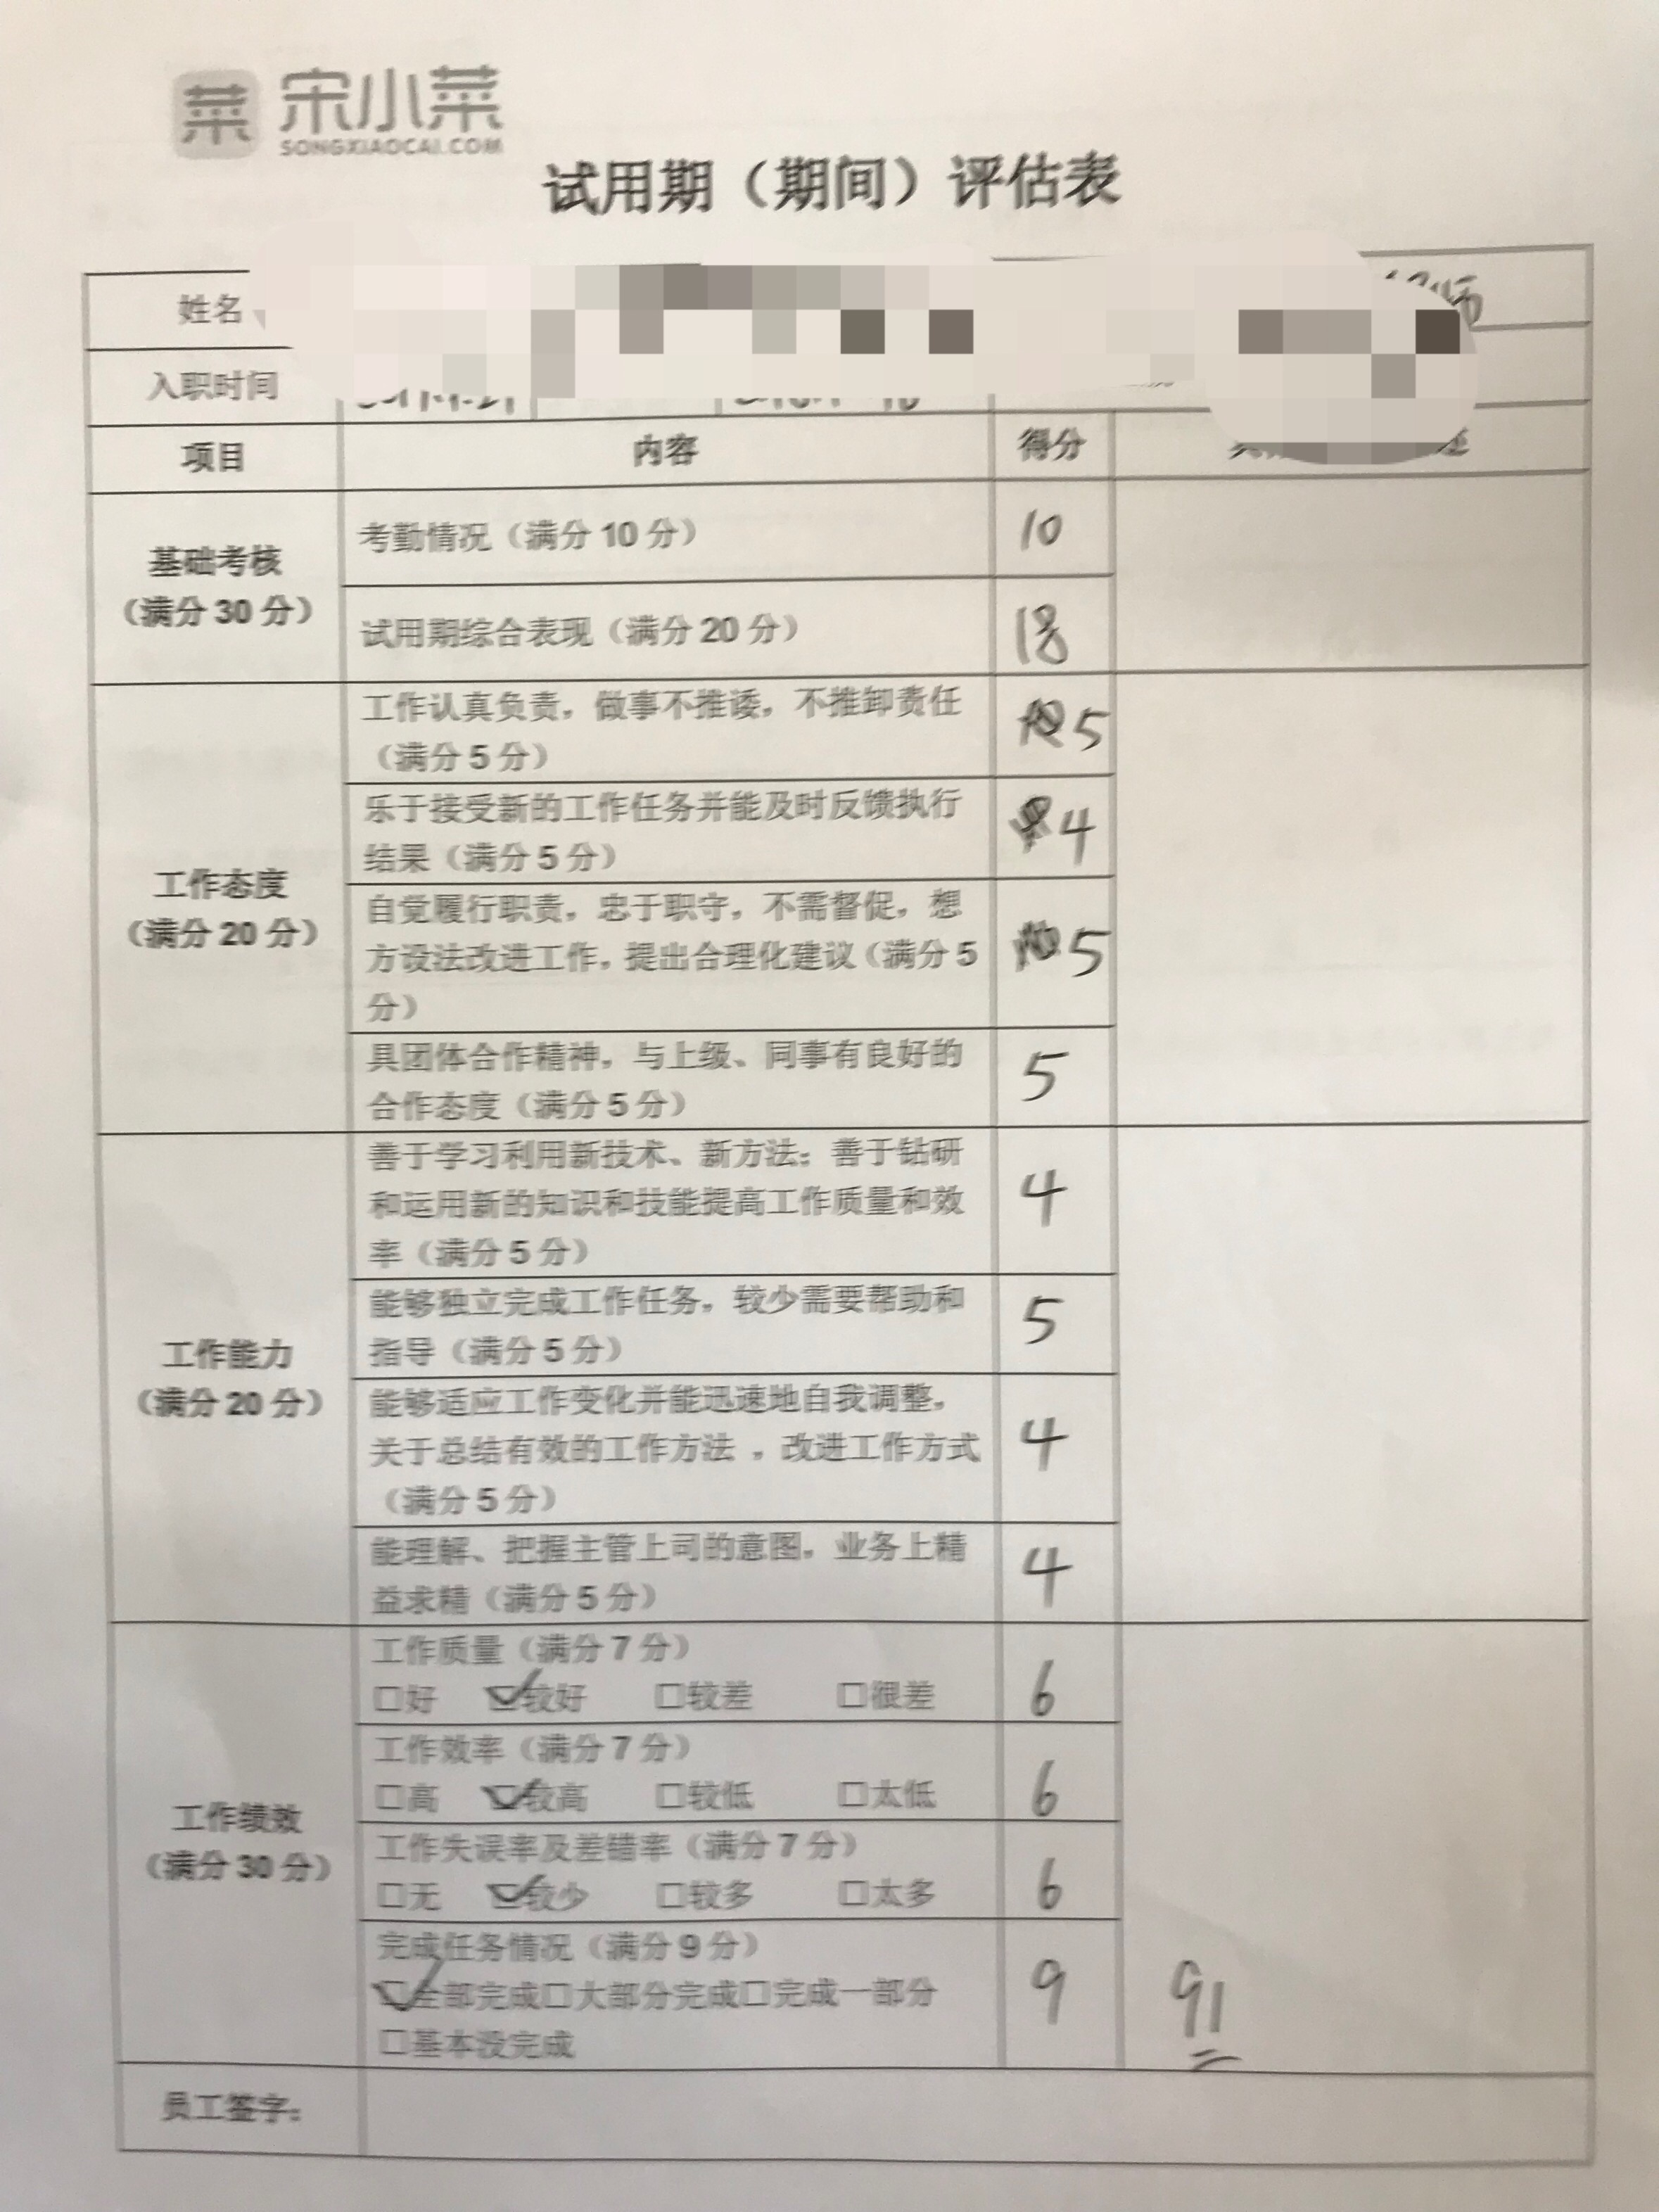 菜 宋小菜
SONGXIAOCAI.COM
试用期（期间）评估表
姓名
师
入职时间
项目 内容 得分
基础考核
（满分30分）
考勤情况（满分10分） 10
试用期综合表现（满分20分） 18
工作态度
（满分20分）
工作认真负责，做事不推诿，不推卸责任
（满分5分） 5
乐于接受新的工作任务并能及时反馈执行
结果（满分5分） 4
自觉履行职责，忠于职守，不需督促，想
方设法改进工作，提出合理化建议（满分5
分） 5
具团体合作精神，与上级、同事有良好的
合作态度（满分5分） 5
工作能力
（满分20分）
善于学习利用新技术、新方法；善于钻研
和运用新的知识和技能提高工作质量和效
率（满分5分） 4
能够独立完成工作任务，较少需要帮助和
指导（满分5分） 5
能够适应工作变化并能迅速地自我调整，
关于总结有效的工作方法，改进工作方式
（满分5分） 4
能理解、把握主管上司的意图，业务上精
益求精（满分5分） 4
工作绩效
（满分30分）
工作质量（满分7分）
□好 ☑较好 □较差 □很差 6
工作效率（满分7分）
□高 ☑较高 □较低 □太低 6
工作失误率及差错率（满分7分）
□无 ☑较少 □较多 □太多 6
完成任务情况（满分9分）
☑全部完成□大部分完成□完成一部分
□基本没完成 9
91
员工签字：